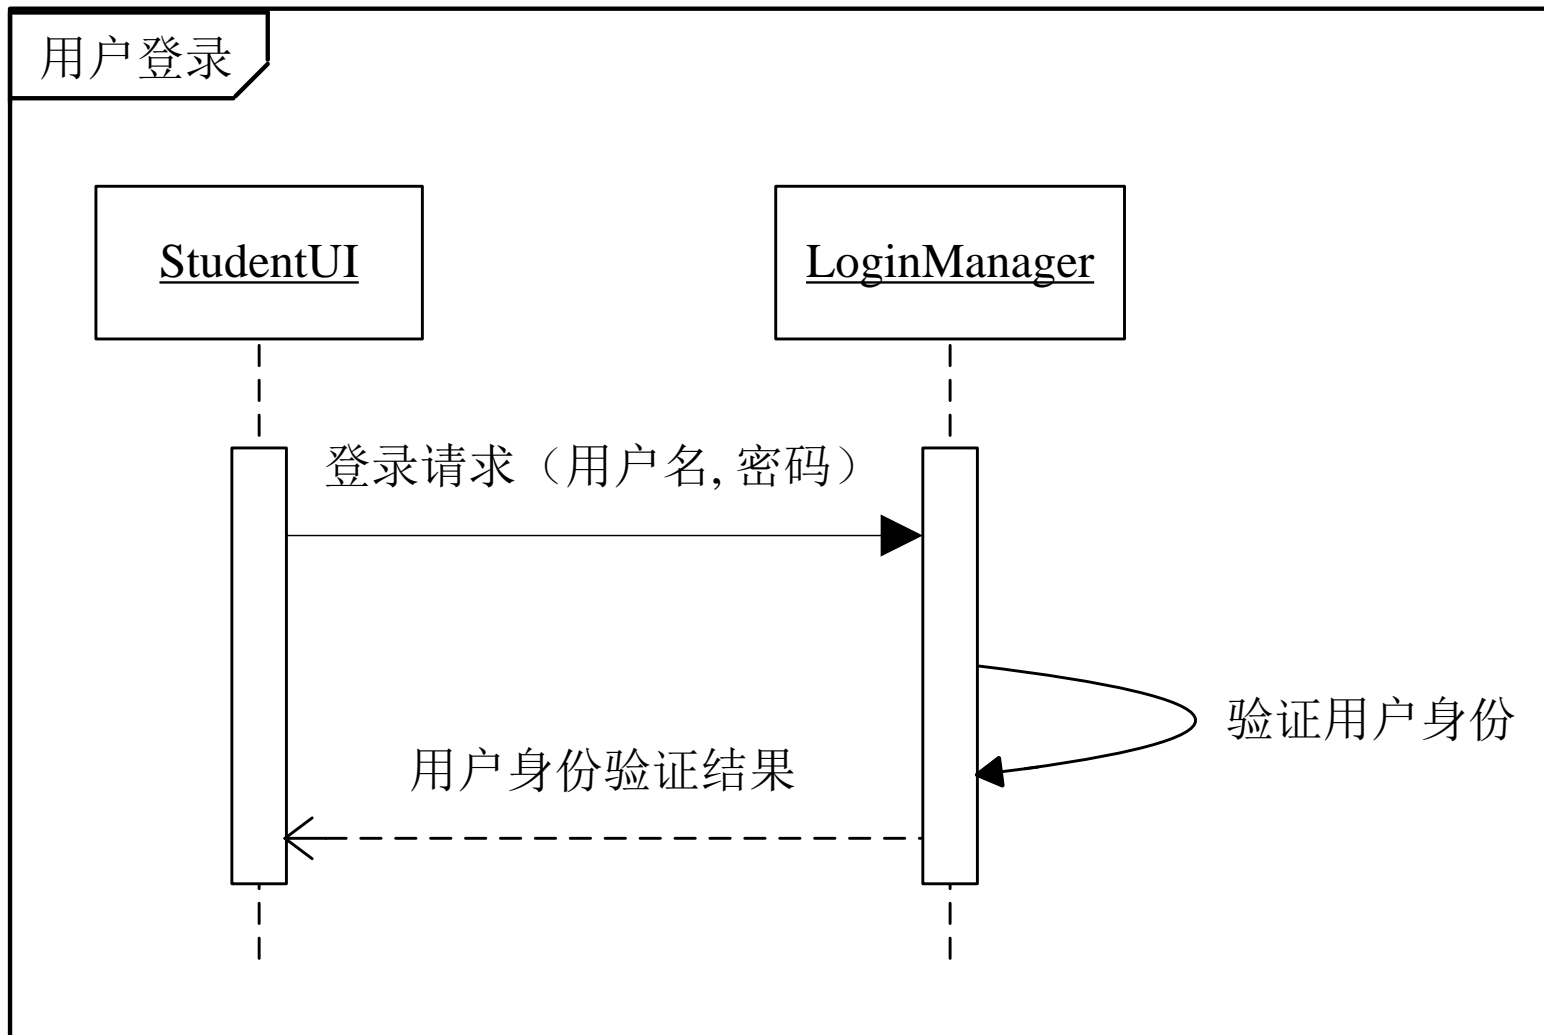 用户登录
StudentUI
LoginManager
登录请求（用户名, 密码）
验证用户身份
用户身份验证结果